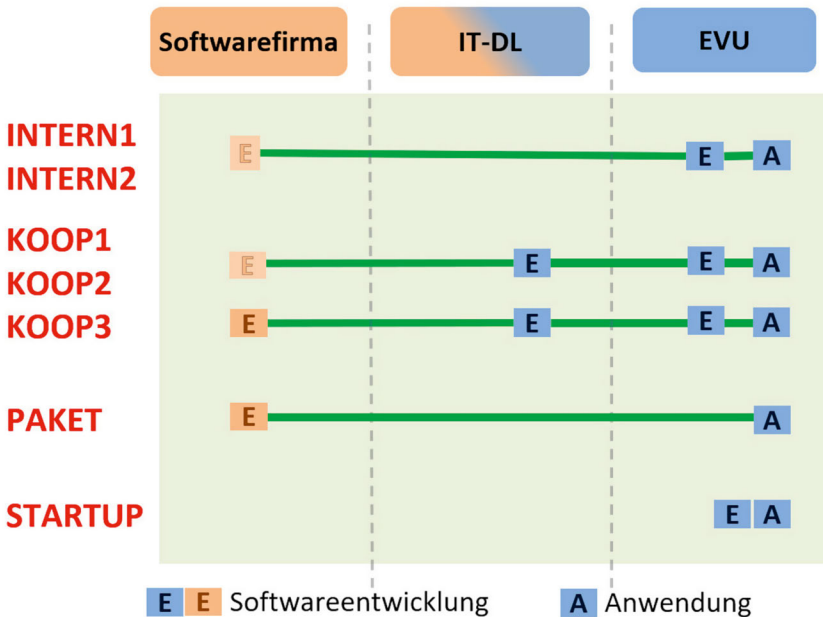 Softwarefirma IT-DL EVU
INTERN1
E E A
INTERN2
KOOP1
E E E A
KOOP2
KOOP3
E E E A
PAKET
E A
STARTUP
E A
E E Softwareentwicklung A Anwendung